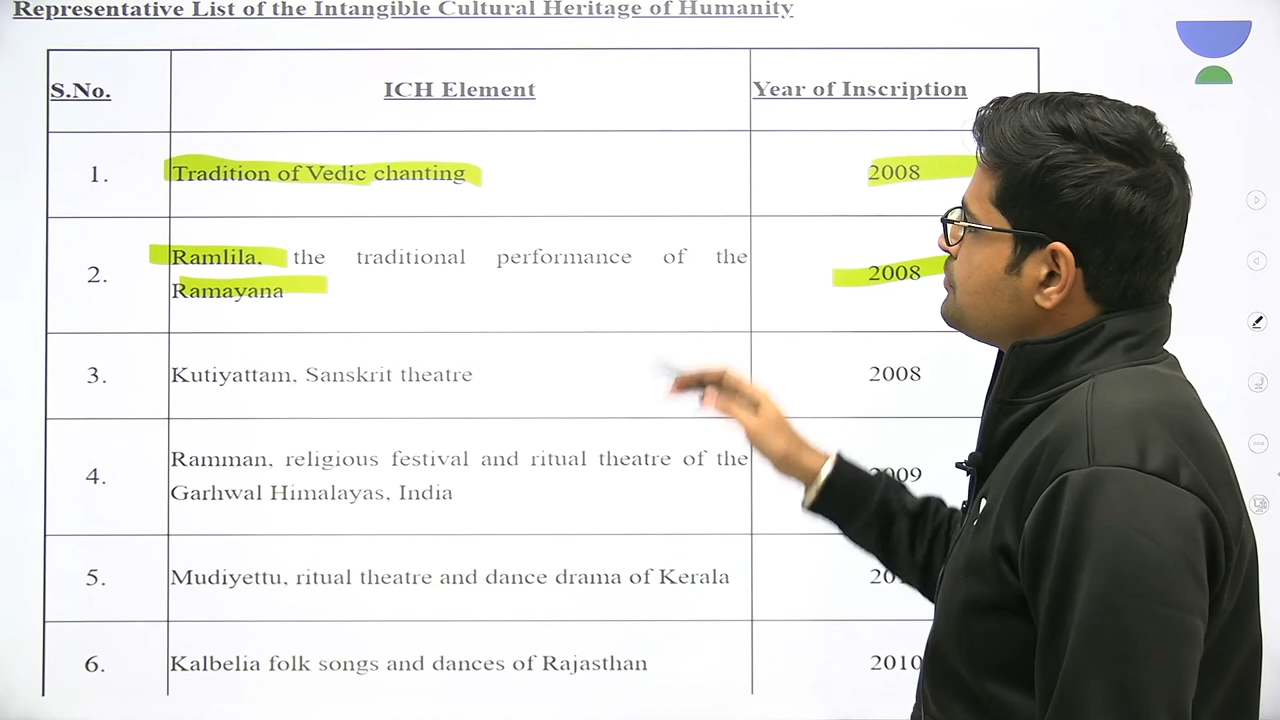 Representative List of the Intangible Cultural Heritage of Humanity
S.No. ICH Element Year of Inscription
1. Tradition of Vedic chanting 2008
2. Ramlila, the traditional performance of the
Ramayana 2008
3. Kutiyattam, Sanskrit theatre 2008
4. Ramman, religious festival and ritual theatre of the
Garhwal Himalayas, India
5. Mudiyettu, ritual theatre and dance drama of Kerala
6. Kalbelia folk songs and dances of Rajasthan 2010